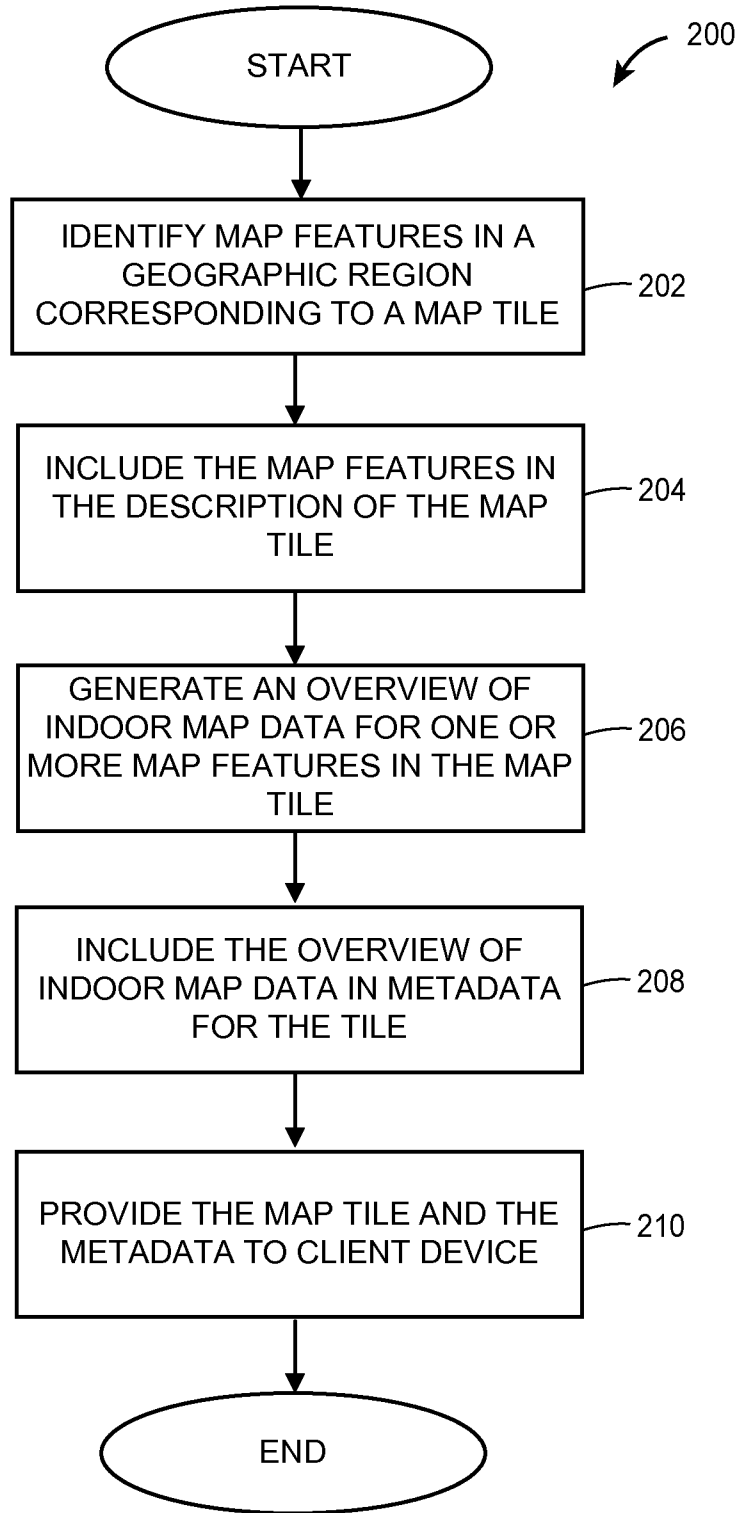 START
200
IDENTIFY MAP FEATURES IN A
GEOGRAPHIC REGION
CORRESPONDING TO A MAP TILE
202
INCLUDE THE MAP FEATURES IN
THE DESCRIPTION OF THE MAP
TILE
204
GENERATE AN OVERVIEW OF
INDOOR MAP DATA FOR ONE OR
MORE MAP FEATURES IN THE MAP
TILE
206
INCLUDE THE OVERVIEW OF
INDOOR MAP DATA IN METADATA
FOR THE TILE
208
PROVIDE THE MAP TILE AND THE
METADATA TO CLIENT DEVICE
210
END